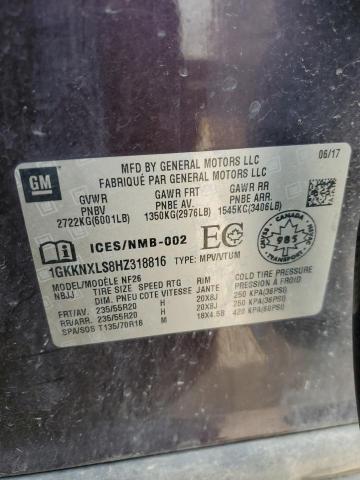 GM
MFD BY GENERAL MOTORS LLC
FABRIQUÉ PAR GENERAL MOTORS LLC
06/17
GVWR GAWR FRT GAWR RR
PNBV PNBE AV. PNBE ARR.
2722KG(6001LB) 1350KG(2976LB) 1545KG(3406LB)
ICES/NMB-002
EC
CANADA
985
TRANSPORT
1GKKNXLS8HZ318816 TYPE: MPV/VTUM
MODEL/MODÈLE NF26
NBJJ TIRE SIZE SPEED RTG RIM COLD TIRE PRESSURE
PNEU COTE VITESSE JANTE PRESSION À FROID
FRT/AV. 235/55R20 H 20X8J 250 KPA(36PSI)
RR/ARR. 235/55R20 H 20X8J 250 KPA(36PSI)
SPA/SOS T135/70R18 M 18X4.5B 420 KPA(60PSI)